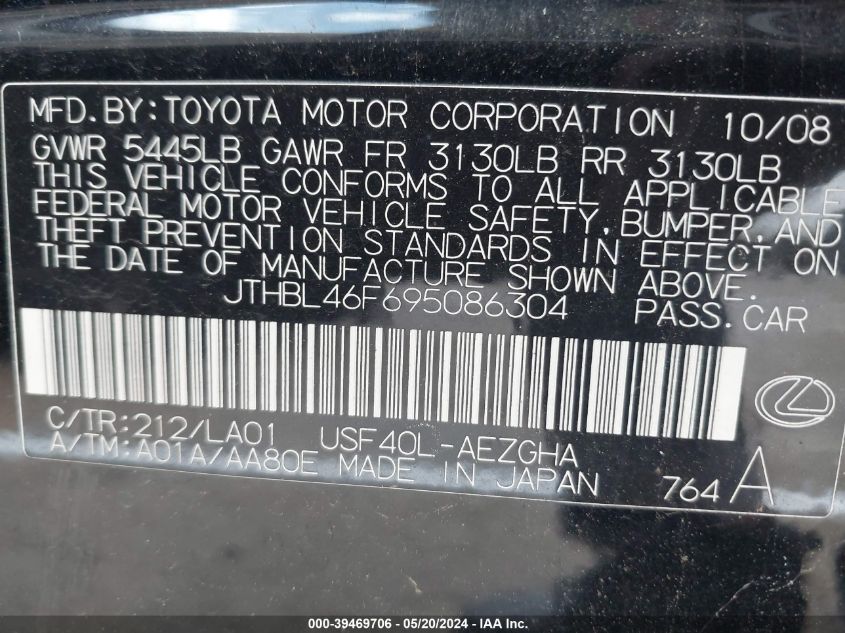 MFD. BY: TOYOTA MOTOR CORPORATION 10/08
GVWR 5445LB GAWR FR 3130LB RR 3130LB
THIS VEHICLE CONFORMS TO ALL APPLICABLE
FEDERAL MOTOR VEHICLE SAFETY, BUMPER, AND
THEFT PREVENTION STANDARDS IN EFFECT ON
THE DATE OF MANUFACTURE SHOWN ABOVE.
JTHBL46F695086304 PASS. CAR
C/TR: 212/LA01 USF40L-AEZGHA
A/TM: A01A/AA80E MADE IN JAPAN 764 A
000-39469706 - 05/20/2024 - IAAI.com